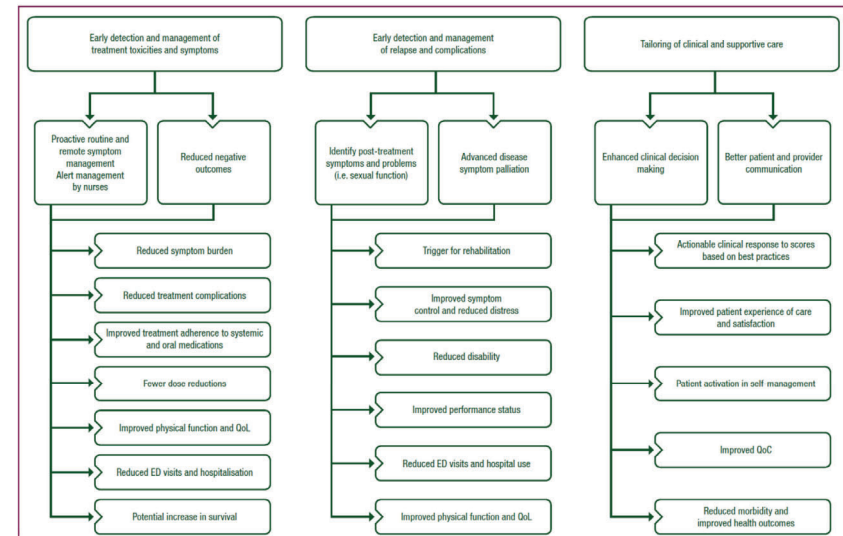 Early detection and management of
treatment toxicities and symptoms
Proactive routine and
remote symptom
management
Alert management
by nurses
Reduced negative
outcomes
Reduced symptom burden
Reduced treatment complications
Improved treatment adherence to systemic
and oral medications
Fewer dose reductions
Improved physical function and QoL
Reduced ED visits and hospitalisation
Potential increase in survival
Early detection and management
of relapse and complications
Identify post-treatment
symptoms and problems
(i.e. sexual function)
Advanced disease
symptom palliation
Trigger for rehabilitation
Improved symptom
control and reduced distress
Reduced disability
Improved performance status
Reduced ED visits and hospital use
Improved physical function and QoL
Tailoring of clinical and supportive care
Enhanced clinical decision
making
Better patient and provider
communication
Actionable clinical response to scores
based on best practices
Improved patient experience of care
and satisfaction
Patient activation in self-management
Improved QoC
Reduced morbidity and
improved health outcomes